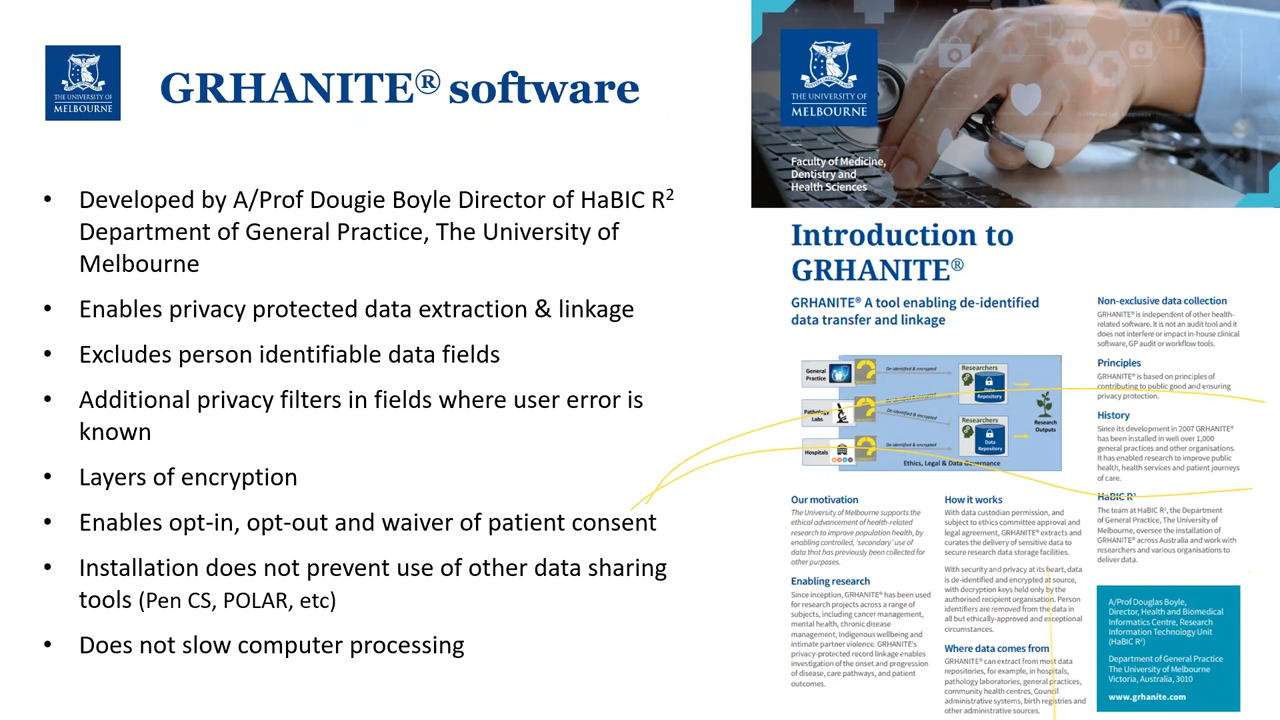 THE UNIVERSITY OF
MELBOURNE
GRHANITE® software
• Developed by A/Prof Dougie Boyle Director of HaBIC R²
Department of General Practice, The University of
Melbourne
• Enables privacy protected data extraction & linkage
• Excludes person identifiable data fields
• Additional privacy filters in fields where user error is
known
• Layers of encryption
• Enables opt-in, opt-out and waiver of patient consent
• Installation does not prevent use of other data sharing
tools (Pen CS, POLAR, etc)
• Does not slow computer processing
THE UNIVERSITY OF
MELBOURNE
Faculty of Medicine,
Dentistry and
Health Sciences
Introduction to
GRHANITE®
GRHANITE® A tool enabling de-identified
data transfer and linkage
General
Practice
De-identified & encrypted
Researchers
Data
Repository
Pathology
Labs
De-identified & encrypted
De-identified & encrypted
Research
Outputs
Researchers
Data
Repository
Hospitals
De-identified & encrypted
Ethics, Legal & Data Governance
Our motivation
The University of Melbourne supports the
ethical advancement of health-related
research to improve population health, by
enabling controlled, 'secondary' use of
data that has previously been collected for
other purposes.
Enabling research
Since inception, GRHANITE® has been used
for research projects across a range of
subjects, including cancer management,
mental health, chronic disease
management, Indigenous wellbeing and
intimate partner violence. GRHANITE's
privacy-protected record linkage enables
investigation of the onset and progression
of disease, care pathways, and patient
outcomes.
How it works
With data custodian permission, and
subject to ethics committee approval and
legal agreement, GRHANITE® extracts and
curates the delivery of sensitive data to
secure research data storage facilities.
With security and privacy at its heart, data
is de-identified and encrypted at source,
with decryption keys held only by the
authorised recipient organisation. Person
identifiers are removed from the data in
all but ethically-approved and exceptional
circumstances.
Where data comes from
GRHANITE® can extract from most data
repositories, for example, in hospitals,
pathology laboratories, general practices,
community health centres, Council
administrative systems, birth registries and
other administrative sources.
Non-exclusive data collection
GRHANITE® is independent of other health-
related software. It is not an audit tool and it
does not interfere or impact in-house clinical
software, GP audit or workflow tools.
Principles
GRHANITE® is based on principles of
contributing to public good and ensuring
privacy protection.
History
Since its development in 2007 GRHANITE®
has been installed in well over 1,000
general practices and other organisations.
It has enabled research to improve public
health, health services and patient journeys
of care.
HaBIC R²
The team at HaBIC R², the Department
of General Practice, The University of
Melbourne, oversee the installation of
GRHANITE® across Australia and work with
researchers and various organisations to
deliver data.
A/Prof Douglas Boyle,
Director, Health and Biomedical
Informatics Centre, Research
Information Technology Unit
(HaBIC R²)
Department of General Practice
The University of Melbourne
Victoria, Australia, 3010
www.grhanite.com